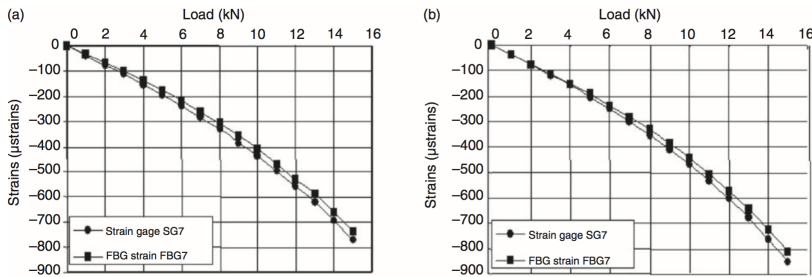 (a)
Load (kN)
0 2 4 6 8 10 12 14 16
0
−100
−200
−300
−400
−500
−600
−700
−800
−900
Strains (μstrains)
Strain gage SG7
FBG strain FBG7
(b)
Load (kN)
0 2 4 6 8 10 12 14 16
0
−100
−200
−300
−400
−500
−600
−700
−800
−900
Strains (μstrains)
Strain gage SG7
FBG strain FBG7